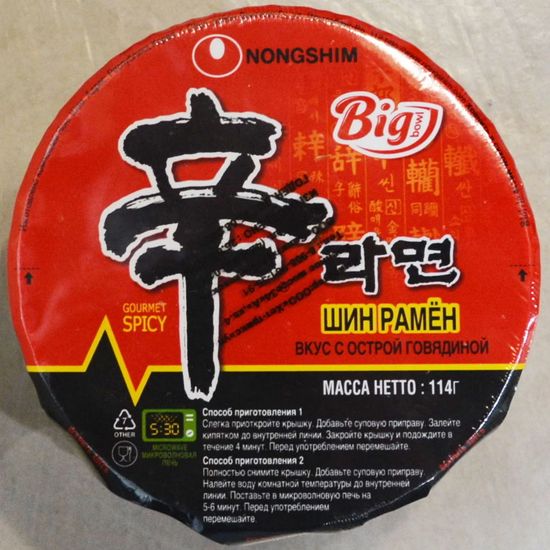 NONGSHIM
Big
bowl
辛
라면
GOURMET
SPICY
ШИН РАМЁН
ВКУС С ОСТРОЙ ГОВЯДИНОЙ
МАССА НЕТТО : 114Г
7
OTHER
5:30
MICROWAVE
МИКРОВОЛНОВАЯ
ПЕЧЬ
Способ приготовления 1
Слегка приоткройте крышку. Добавьте суповую приправу. Залейте
кипятком до внутренней линии. Закройте крышку и подождите в
течение 4 минут. Перед употреблением перемешайте.
Способ приготовления 2
Полностью снимите крышку. Добавьте суповую приправу.
Налейте воду комнатной температуры до внутренней
линии. Поставьте в микроволновую печь на
5-6 минут. Перед употреблением
перемешайте.